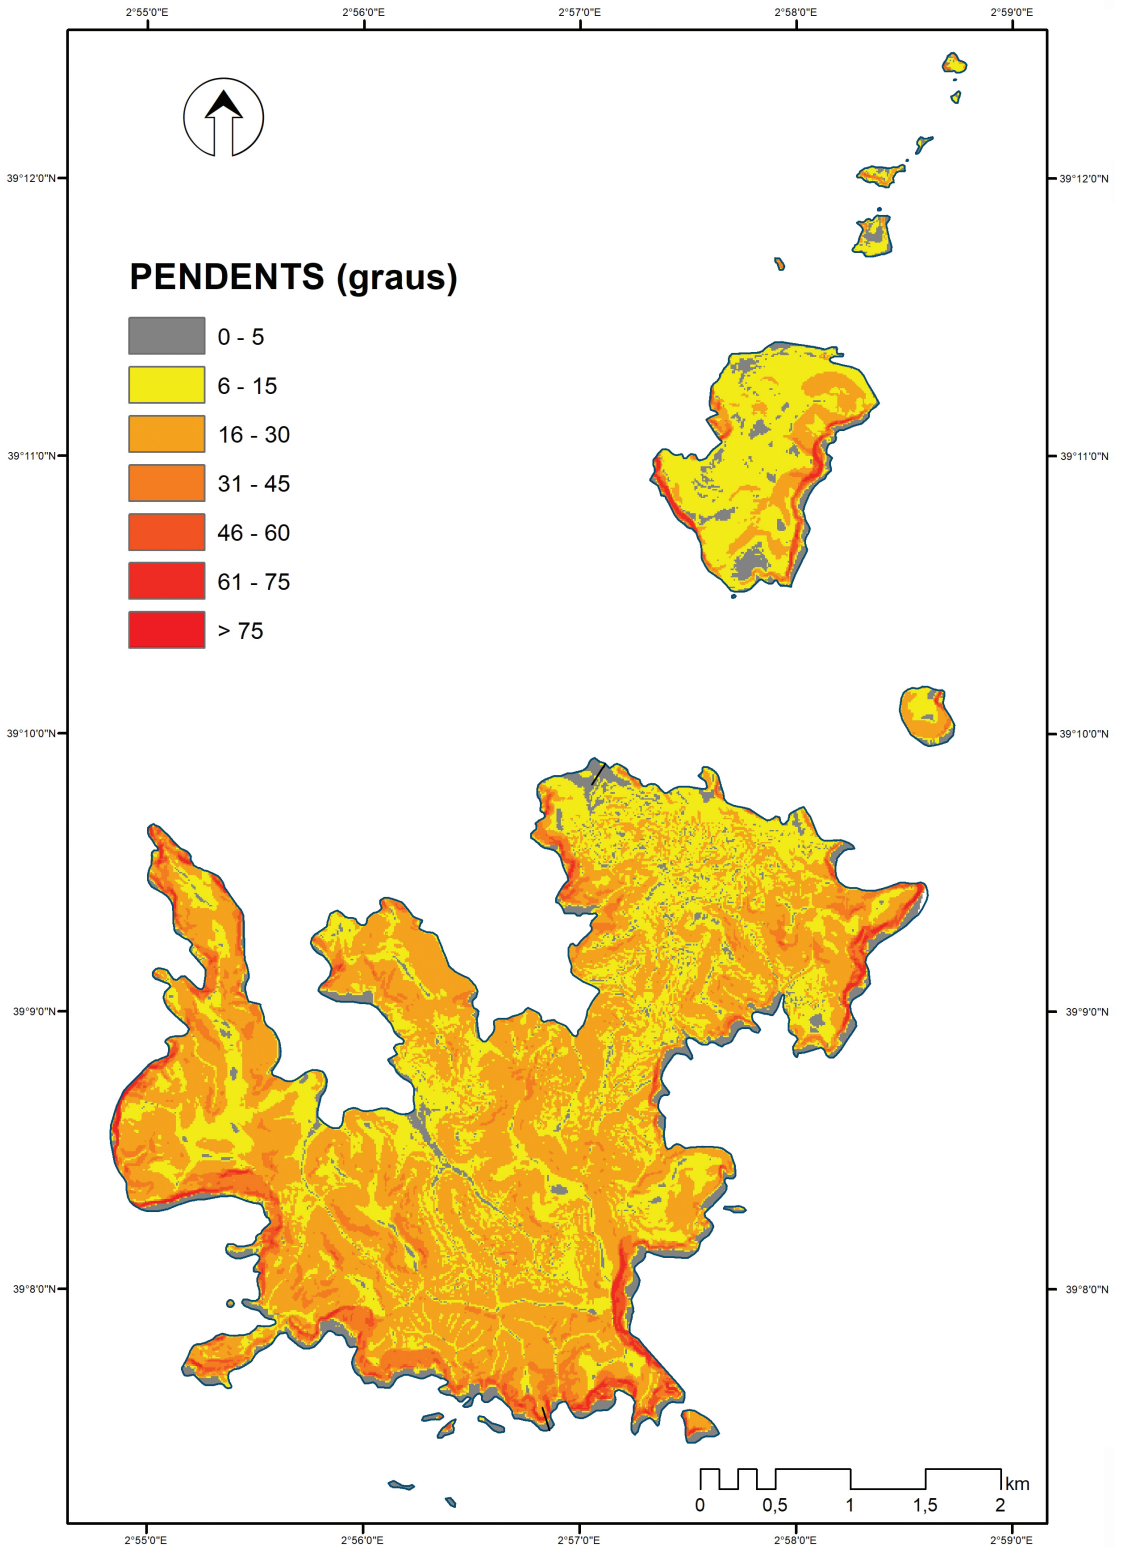 2°55'0"E 2°56'0"E 2°57'0"E 2°58'0"E 2°59'0"E
39°12'0"N 39°12'0"N
PENDENTS (graus)
0 - 5
6 - 15
16 - 30
39°11'0"N 39°11'0"N
31 - 45
46 - 60
61 - 75
> 75
39°10'0"N 39°10'0"N
39°9'0"N 39°9'0"N
39°8'0"N 39°8'0"N
km
0 0,5 1 1,5 2
2°55'0"E 2°56'0"E 2°57'0"E 2°58'0"E 2°59'0"E